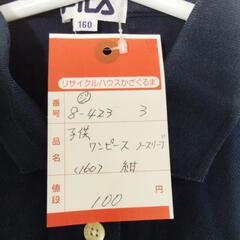 FILA
160
リサイクルハウスかざぐるま
番号 8-423 3
品名 子供 ワンピース ノースリーブ
<160> 紺
値段 100 円